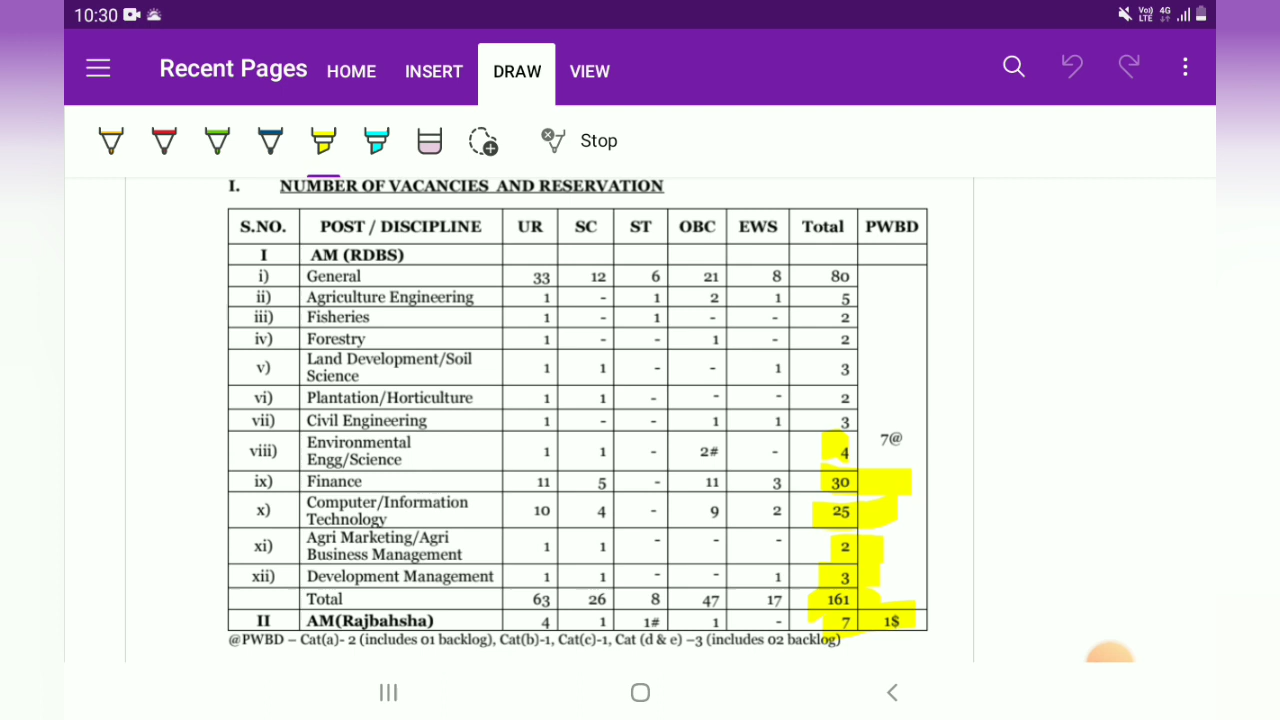 10:30 Vo) LTE 4G
Recent Pages HOME INSERT DRAW VIEW
Stop
I. NUMBER OF VACANCIES AND RESERVATION
S.NO. POST / DISCIPLINE UR SC ST OBC EWS Total PWBD
I AM (RDBS)
i) General 33 12 6 21 8 80
ii) Agriculture Engineering 1 - 1 2 1 5
iii) Fisheries 1 - 1 - - 2
iv) Forestry 1 - - 1 - 2
v) Land Development/Soil Science 1 1 - - 1 3
vi) Plantation/Horticulture 1 1 - - - 2
vii) Civil Engineering 1 - - 1 1 3
7@
viii) Environmental Engg/Science 1 1 - 2# - 4
ix) Finance 11 5 - 11 3 30
x) Computer/Information Technology 10 4 - 9 2 25
xi) Agri Marketing/Agri Business Management 1 1 - - - 2
xii) Development Management 1 1 - - 1 3
Total 63 26 8 47 17 161
II AM(Rajbahsha) 4 1 1# 1 - 7 1$
@PWBD – Cat(a)- 2 (includes 01 backlog), Cat(b)-1, Cat(c)-1, Cat (d & e) –3 (includes 02 backlog)